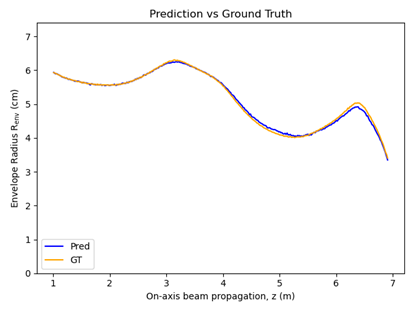 Prediction vs Ground Truth
Envelope Radius Renv (cm)
7
6
5
4
3
2
1
0
Pred
GT
1 2 3 4 5 6 7
On-axis beam propagation, z (m)